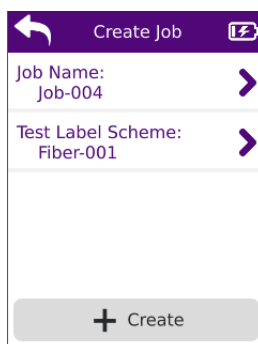 Create Job
Job Name:
Job-004
Test Label Scheme:
Fiber-001
Create